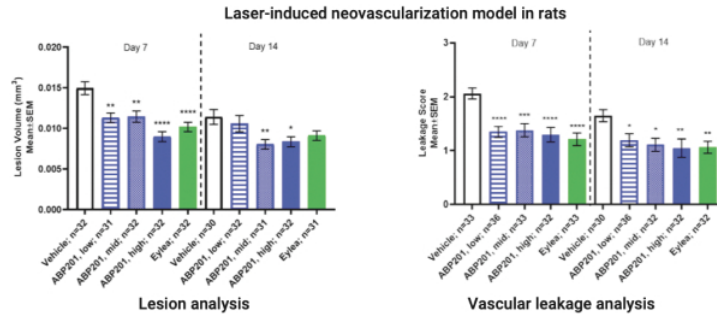 Laser-induced neovascularization model in rats
Day 7
Day 14
0.020
0.015
0.010
0.005
0.000
Lesion Volume (mm³)
Mean±SEM
**
**
****
****
**
*
Vehicle: n=32
ABP201, low: n=31
ABP201, mid: n=32
ABP201, high: n=32
Eylea: n=32
Vehicle: n=30
ABP201, low: n=32
ABP201, mid: n=31
ABP201, high: n=32
Eylea: n=31
Lesion analysis
Day 7
Day 14
3
2
1
0
Leakage Score
Mean±SEM
****
***
****
****
*
*
**
**
Vehicle: n=33
ABP201, low: n=36
ABP201, mid: n=33
ABP201, high: n=32
Eylea: n=33
Vehicle: n=30
ABP201, low: n=36
ABP201, mid: n=32
ABP201, high: n=32
Eylea: n=32
Vascular leakage analysis